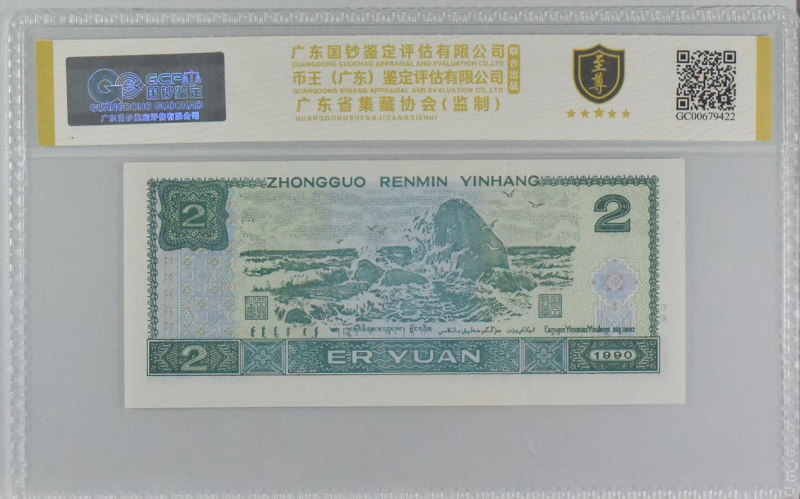 GCP
国钞鉴定
GUANGDONG GUOCHAO
广东国钞鉴定评估有限公司
广东国钞鉴定评估有限公司
GUANGDONG GUOCHAO APPRAISAL AND EVALUATION CO.,LTD
币王（广东）鉴定评估有限公司
GUANGDONG BIWANG APPRAISAL AND EVALUATION CO.,LTD
广东省集藏协会(监制)
GUANGDONGSHENGJICANGXIEHUI
联合出品
至尊
GC00679422
ZHONGGUO RENMIN YINHANG
2
2
2
ER YUAN
1990